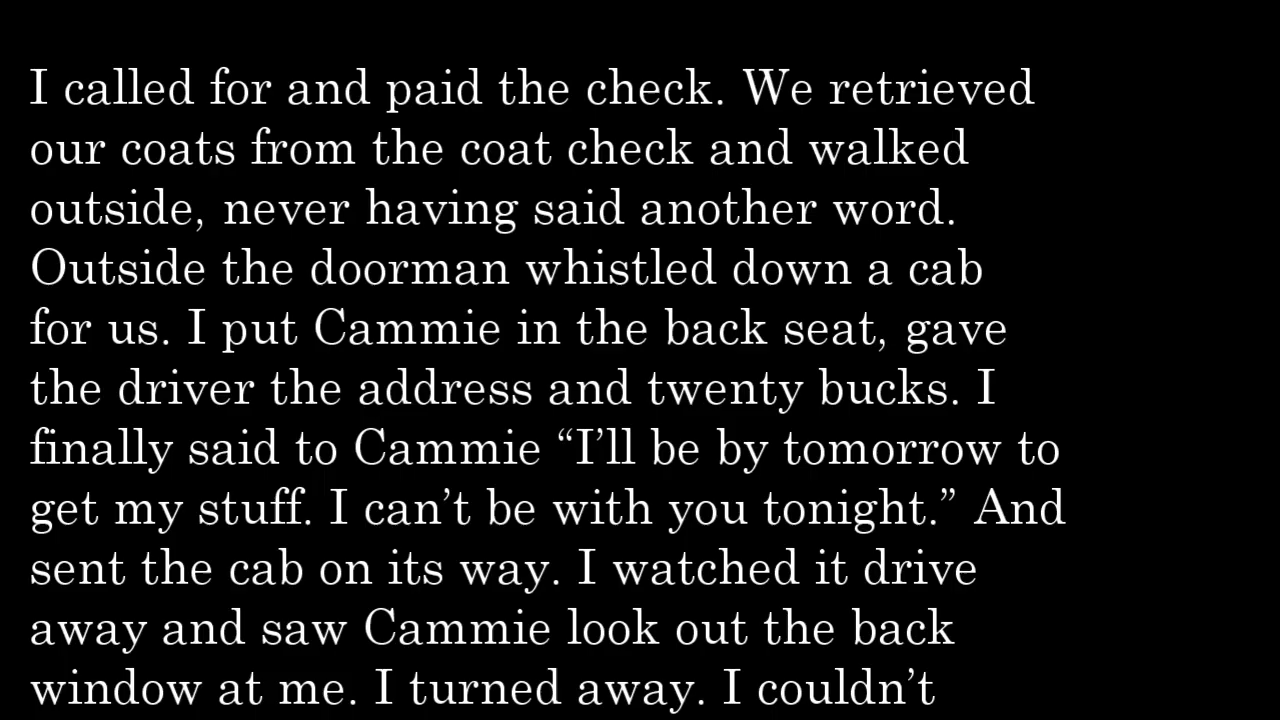 I called for and paid the check. We retrieved
our coats from the coat check and walked
outside, never having said another word.
Outside the doorman whistled down a cab
for us. I put Cammie in the back seat, gave
the driver the address and twenty bucks. I
finally said to Cammie “I’ll be by tomorrow to
get my stuff. I can’t be with you tonight.” And
sent the cab on its way. I watched it drive
away and saw Cammie look out the back
window at me. I turned away. I couldn’t